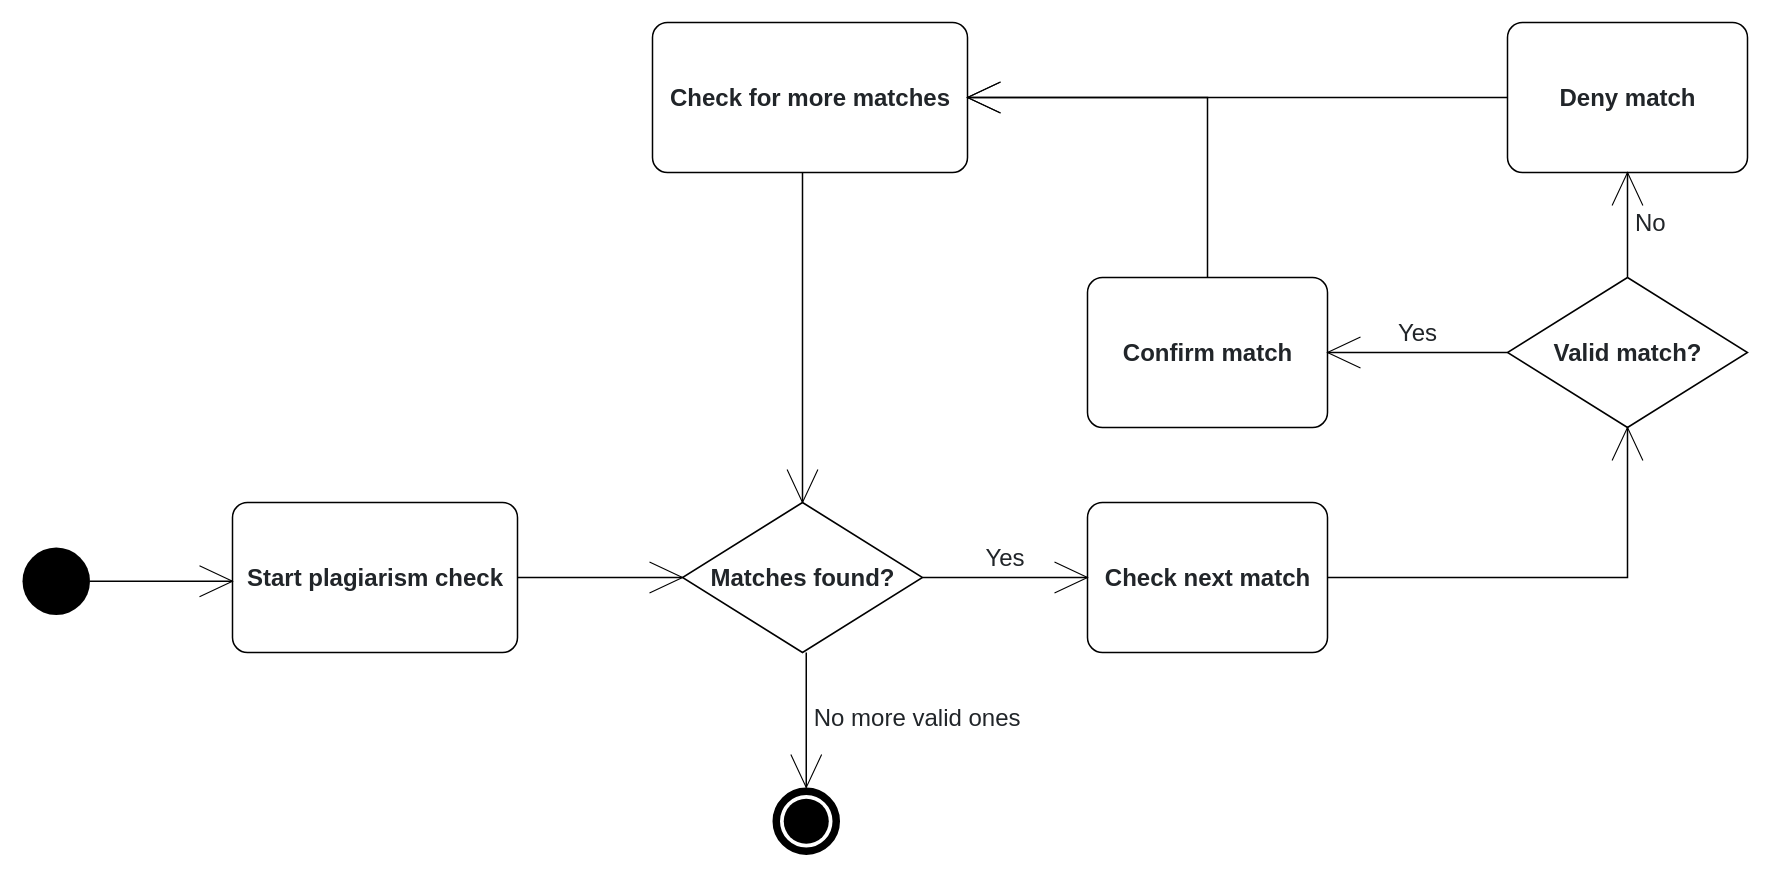 Check for more matches
Deny match
No
Yes
Confirm match
Valid match?
Yes
Start plagiarism check
Matches found?
Check next match
No more valid ones